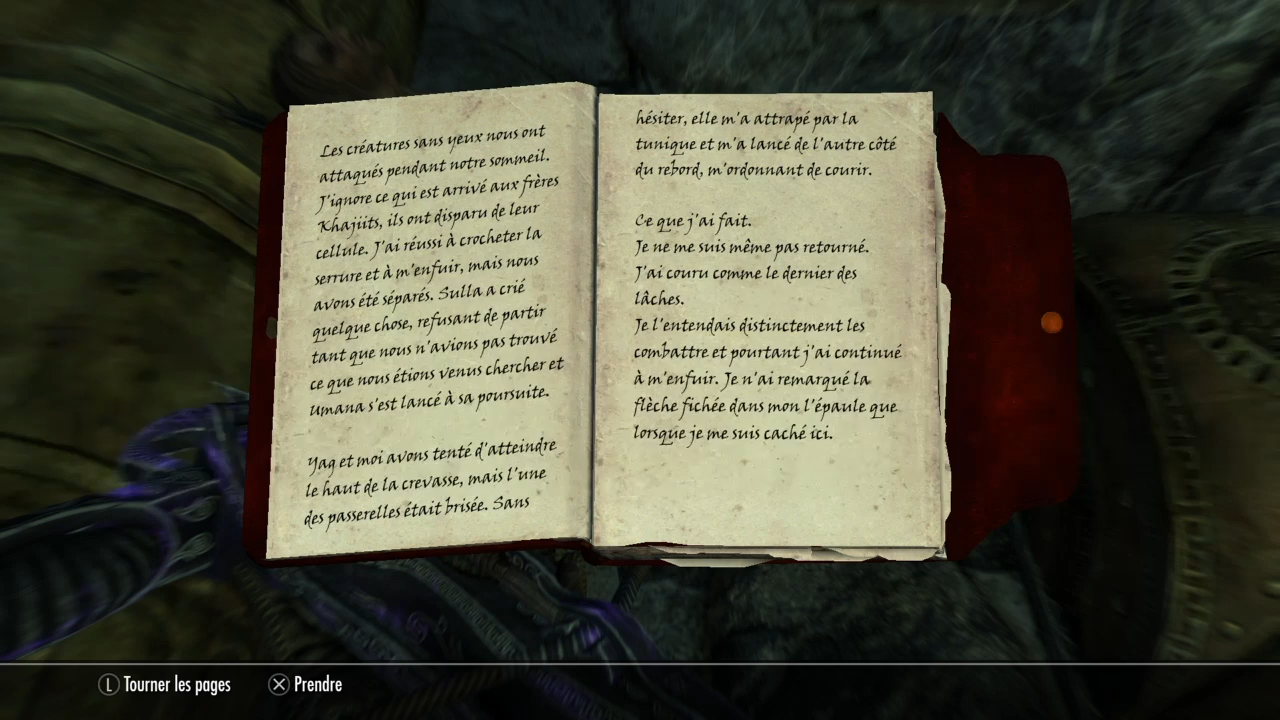 Les créatures sans yeux nous ont
attaqués pendant notre sommeil.
J'ignore ce qui est arrivé aux frères
Khajiits, ils ont disparu de leur
cellule. J'ai réussi à crocheter la
serrure et à m'enfuir, mais nous
avons été séparés. Sulla a crié
quelque chose, refusant de partir
tant que nous n'avions pas trouvé
ce que nous étions venus chercher et
Umana s'est lancé à sa poursuite.
Yag et moi avons tenté d'atteindre
le haut de la crevasse, mais l'une
des passerelles était brisée. Sans
hésiter, elle m'a attrapé par la
tunique et m'a lancé de l'autre côté
du rebord, m'ordonnant de courir.
Ce que j'ai fait.
Je ne me suis même pas retourné.
J'ai couru comme le dernier des
lâches.
Je l'entendais distinctement les
combattre et pourtant j'ai continué
à m'enfuir. Je n'ai remarqué la
flèche fichée dans mon l'épaule que
lorsque je me suis caché ici.
L Tourner les pages
X Prendre